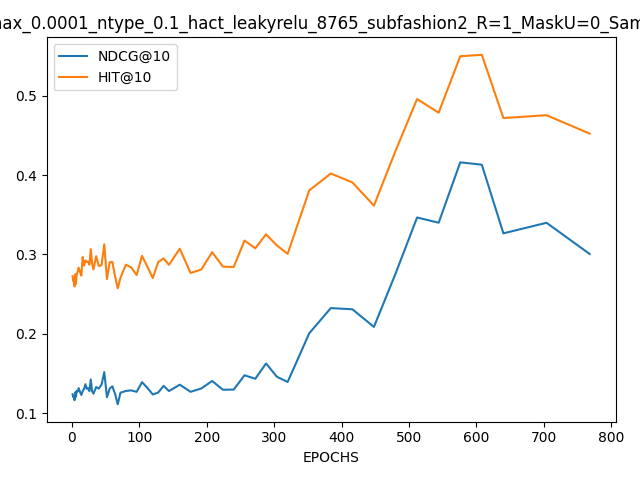 max_0.0001_ntype_0.1_hact_leakyrelu_8765_subfashion2_R=1_MaskU=0_Sam
NDCG@10
HIT@10
0.5
0.4
0.3
0.2
0.1
0 100 200 300 400 500 600 700 800
EPOCHS